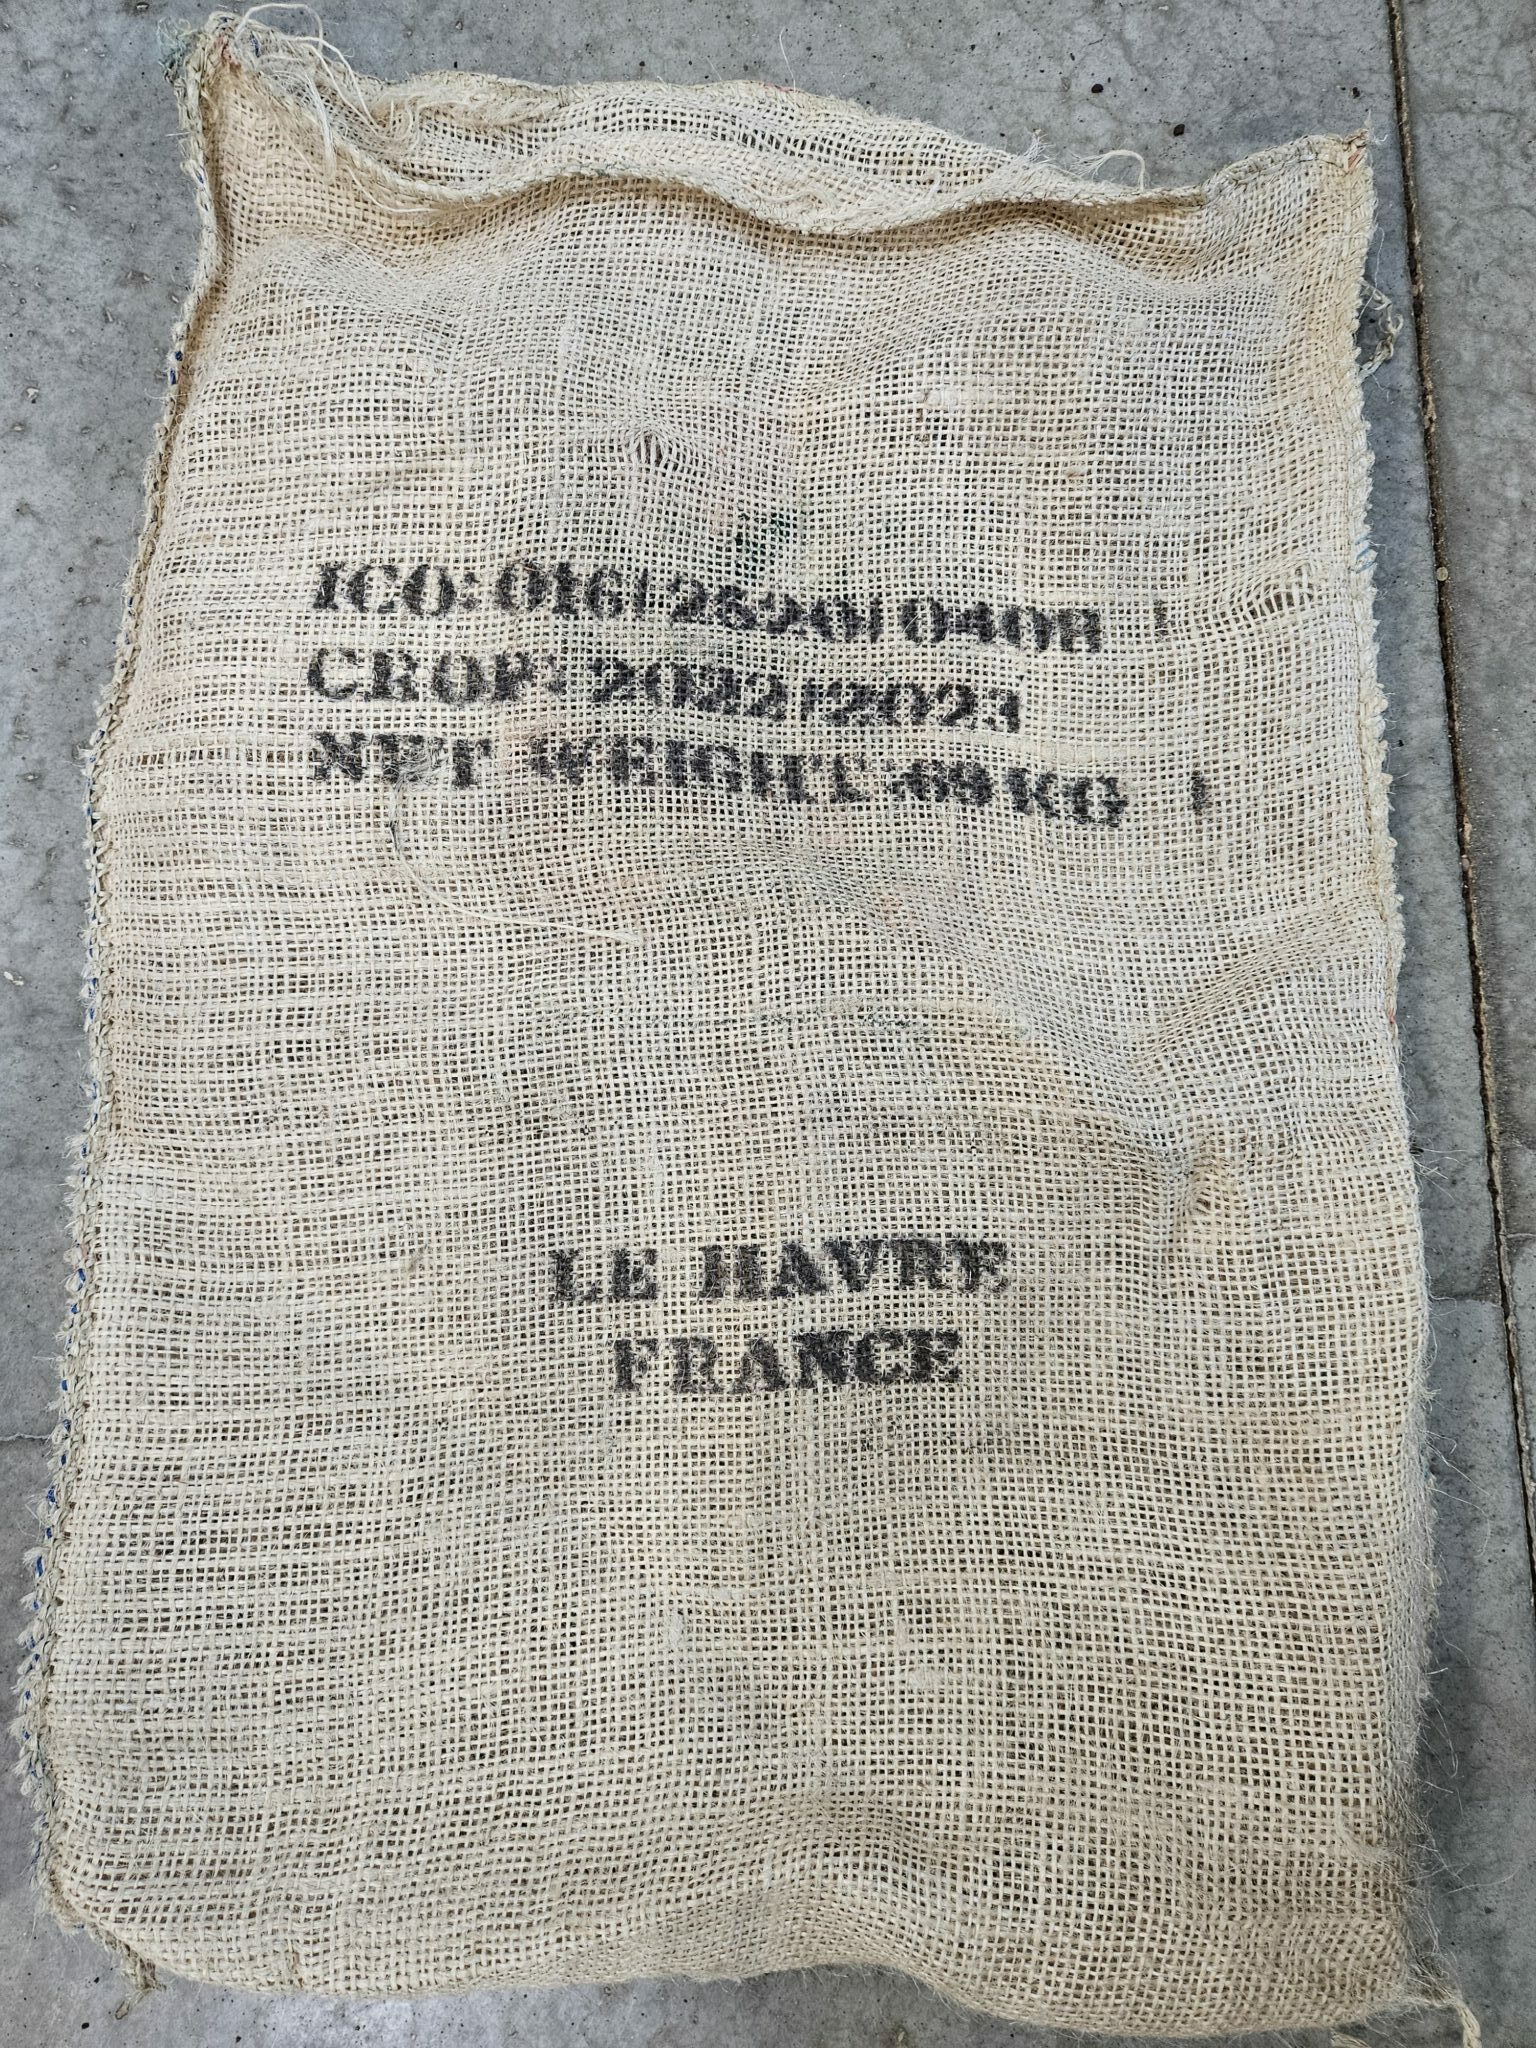 ICO: 016/2620/0408
CROP: 2022/2023
NET WEIGHT: 69 KG
LE HAVRE
FRANCE